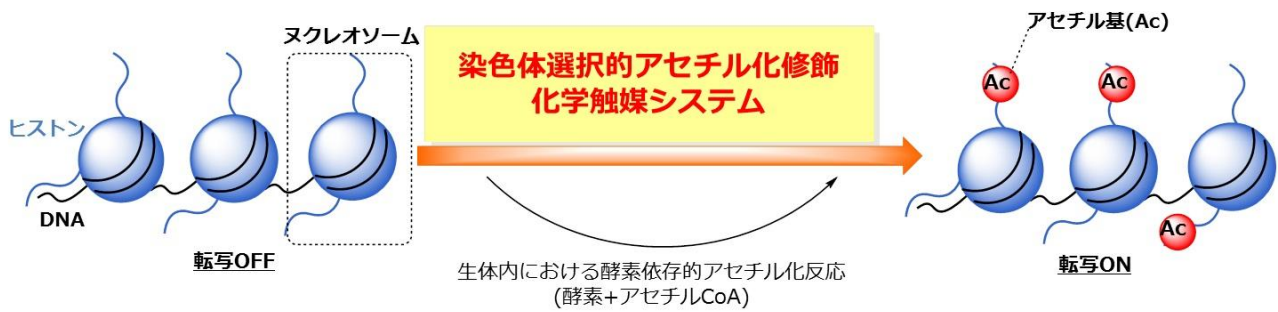 ヌクレオソーム
ヒストン
DNA
転写OFF
染色体選択的アセチル化修飾
化学触媒システム
生体内における酵素依存的アセチル化反応
(酵素+アセチルCoA)
アセチル基(Ac)
Ac
Ac
Ac
転写ON